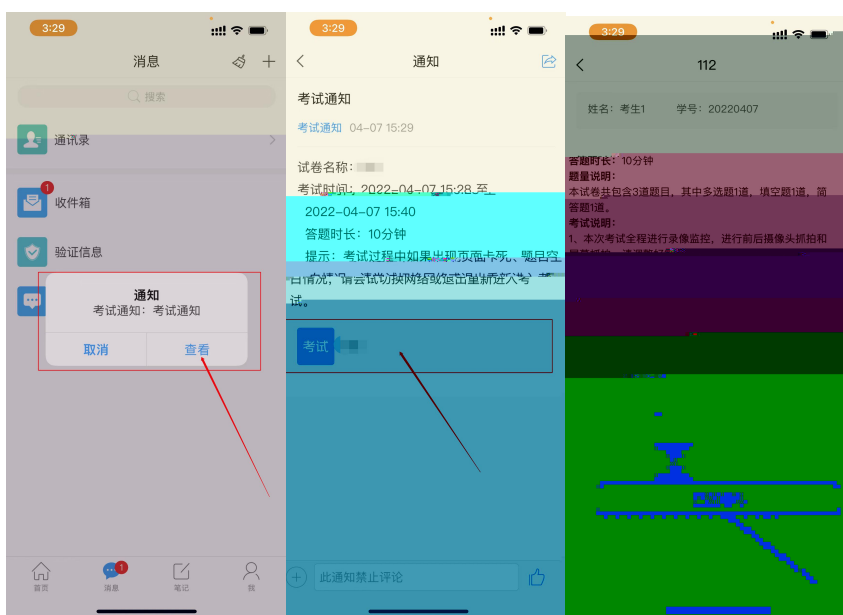 3:29
消息
搜索
通讯录
1
收件箱
验证信息
通知
考试通知：考试通知
取消
查看
首页
1
消息
笔记
我
3:29
通知
考试通知
考试通知 04-07 15:29
试卷名称：
考试时间：2022-04-07 15:28 至
2022-04-07 15:40
答题时长：10分钟
提示：考试过程中如果出现页面卡死、题目空
白情况，请尝试切换网络或退出重新进入考
试。
考试
此通知禁止评论
3:29
112
姓名：考生1 学号：20220407
答题时长：10分钟
题量说明：
本试卷共包含3道题目，其中多选题1道，填空题1道，简
答题1道。
考试说明：
1、本次考试全程进行录像监控，进行前后摄像头抓拍和